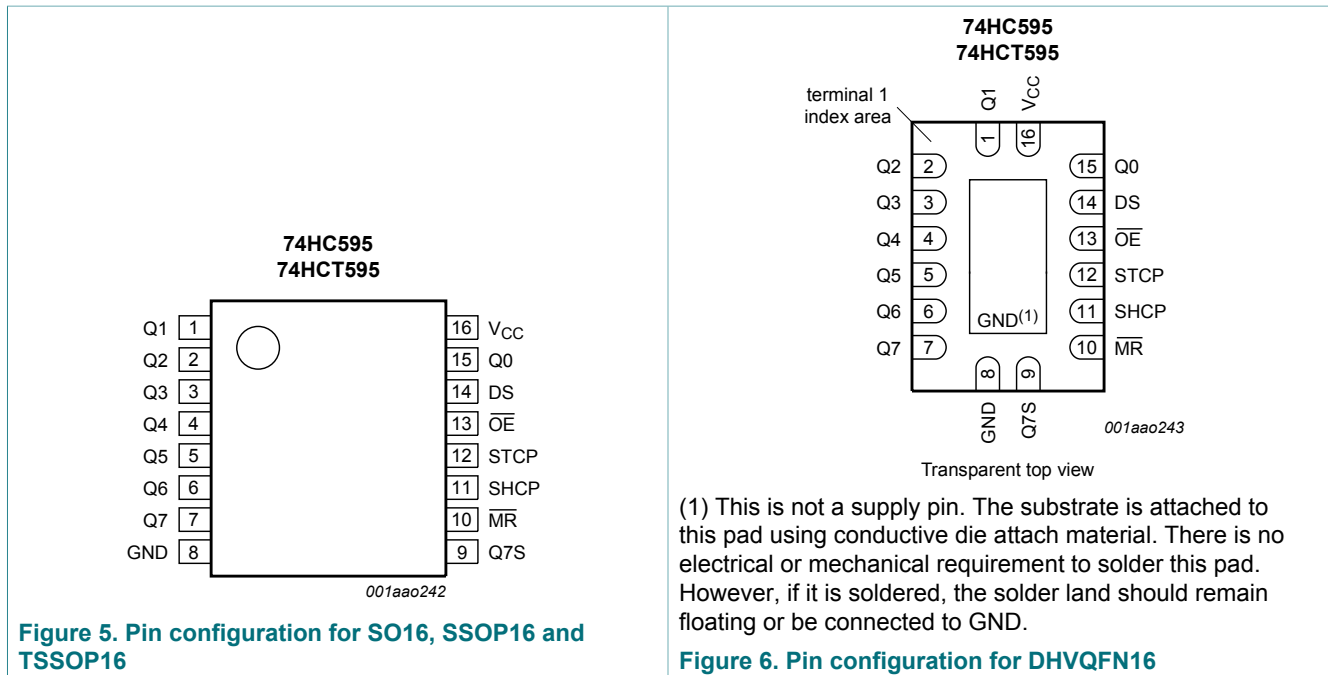 74HC595
74HCT595
Q1 1
Q2 2
Q3 3
Q4 4
Q5 5
Q6 6
Q7 7
GND 8
16 VCC
15 Q0
14 DS
13 OE
12 STCP
11 SHCP
10 MR
9 Q7S
001aao242
Figure 5. Pin configuration for SO16, SSOP16 and
TSSOP16
74HC595
74HCT595
terminal 1
index area
Q1
VCC
1
16
Q2 2
Q3 3
Q4 4
Q5 5
Q6 6
Q7 7
15 Q0
14 DS
13 OE
12 STCP
11 SHCP
10 MR
GND(1)
8
9
GND
Q7S
001aao243
Transparent top view
(1) This is not a supply pin. The substrate is attached to
this pad using conductive die attach material. There is no
electrical or mechanical requirement to solder this pad.
However, if it is soldered, the solder land should remain
floating or be connected to GND.
Figure 6. Pin configuration for DHVQFN16